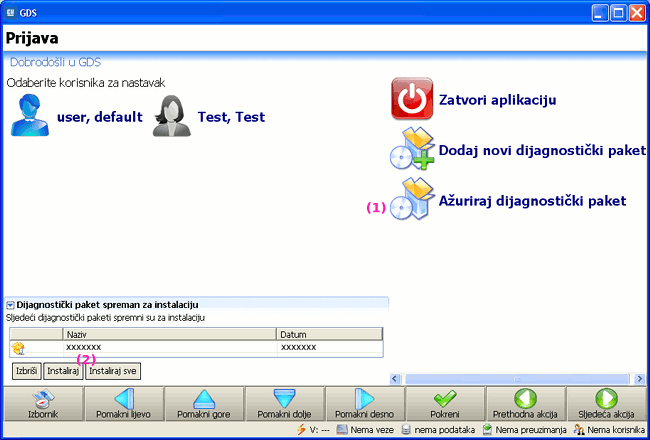 GDS
Prijava
Dobrodošli u GDS
Odaberite korisnika za nastavak
user, default
Test, Test
Zatvori aplikaciju
Dodaj novi dijagnostički paket
(1) Ažuriraj dijagnostički paket
Dijagnostički paket spreman za instalaciju
Sljedeći dijagnostički paketi spremni su za instalaciju
Naziv Datum
xxxxxxx xxxxxxx
(2)
Izbriši Instaliraj Instaliraj sve
Izbornik Pomakni lijevo Pomakni gore Pomakni dolje Pomakni desno Pokreni Prethodna akcija Sljedeća akcija
V: --- Nema veze nema podataka Nema preuzimanja Nema korisnika